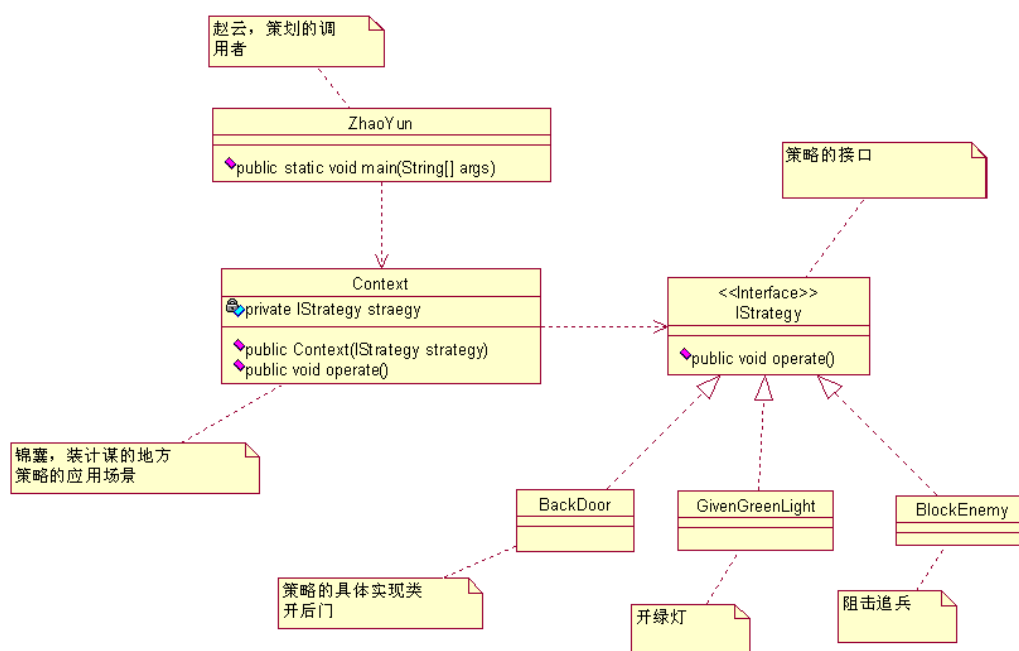 赵云，策划的调
用者
ZhaoYun
public static void main(String[] args)
策略的接口
Context
private IStrategy straegy
public Context(IStrategy strategy)
public void operate()
<<Interface>>
IStrategy
public void operate()
锦囊，装计谋的地方
策略的应用场景
BackDoor
GivenGreenLight
BlockEnemy
策略的具体实现类
开后门
开绿灯
阻击追兵